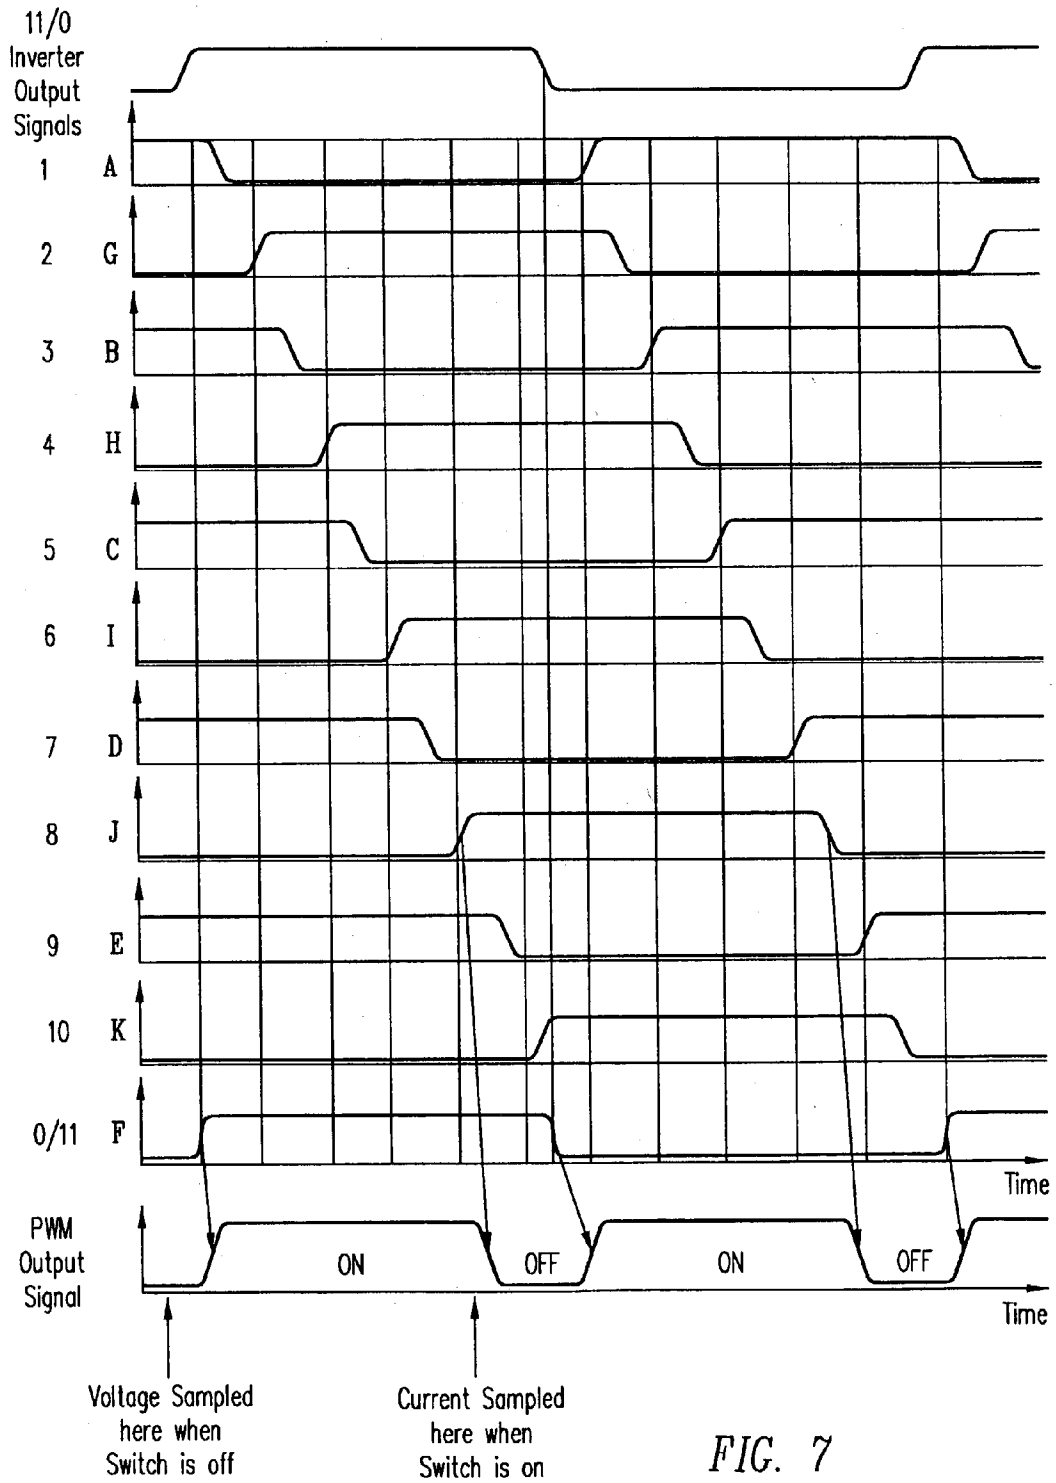 11/0
Inverter
Output
Signals
1 A
2 G
3 B
4 H
5 C
6 I
7 D
8 J
9 E
10 K
0/11 F
Time
PWM
Output
Signal
ON OFF ON OFF
Time
Voltage Sampled
here when
Switch is off
Current Sampled
here when
Switch is on
FIG. 7